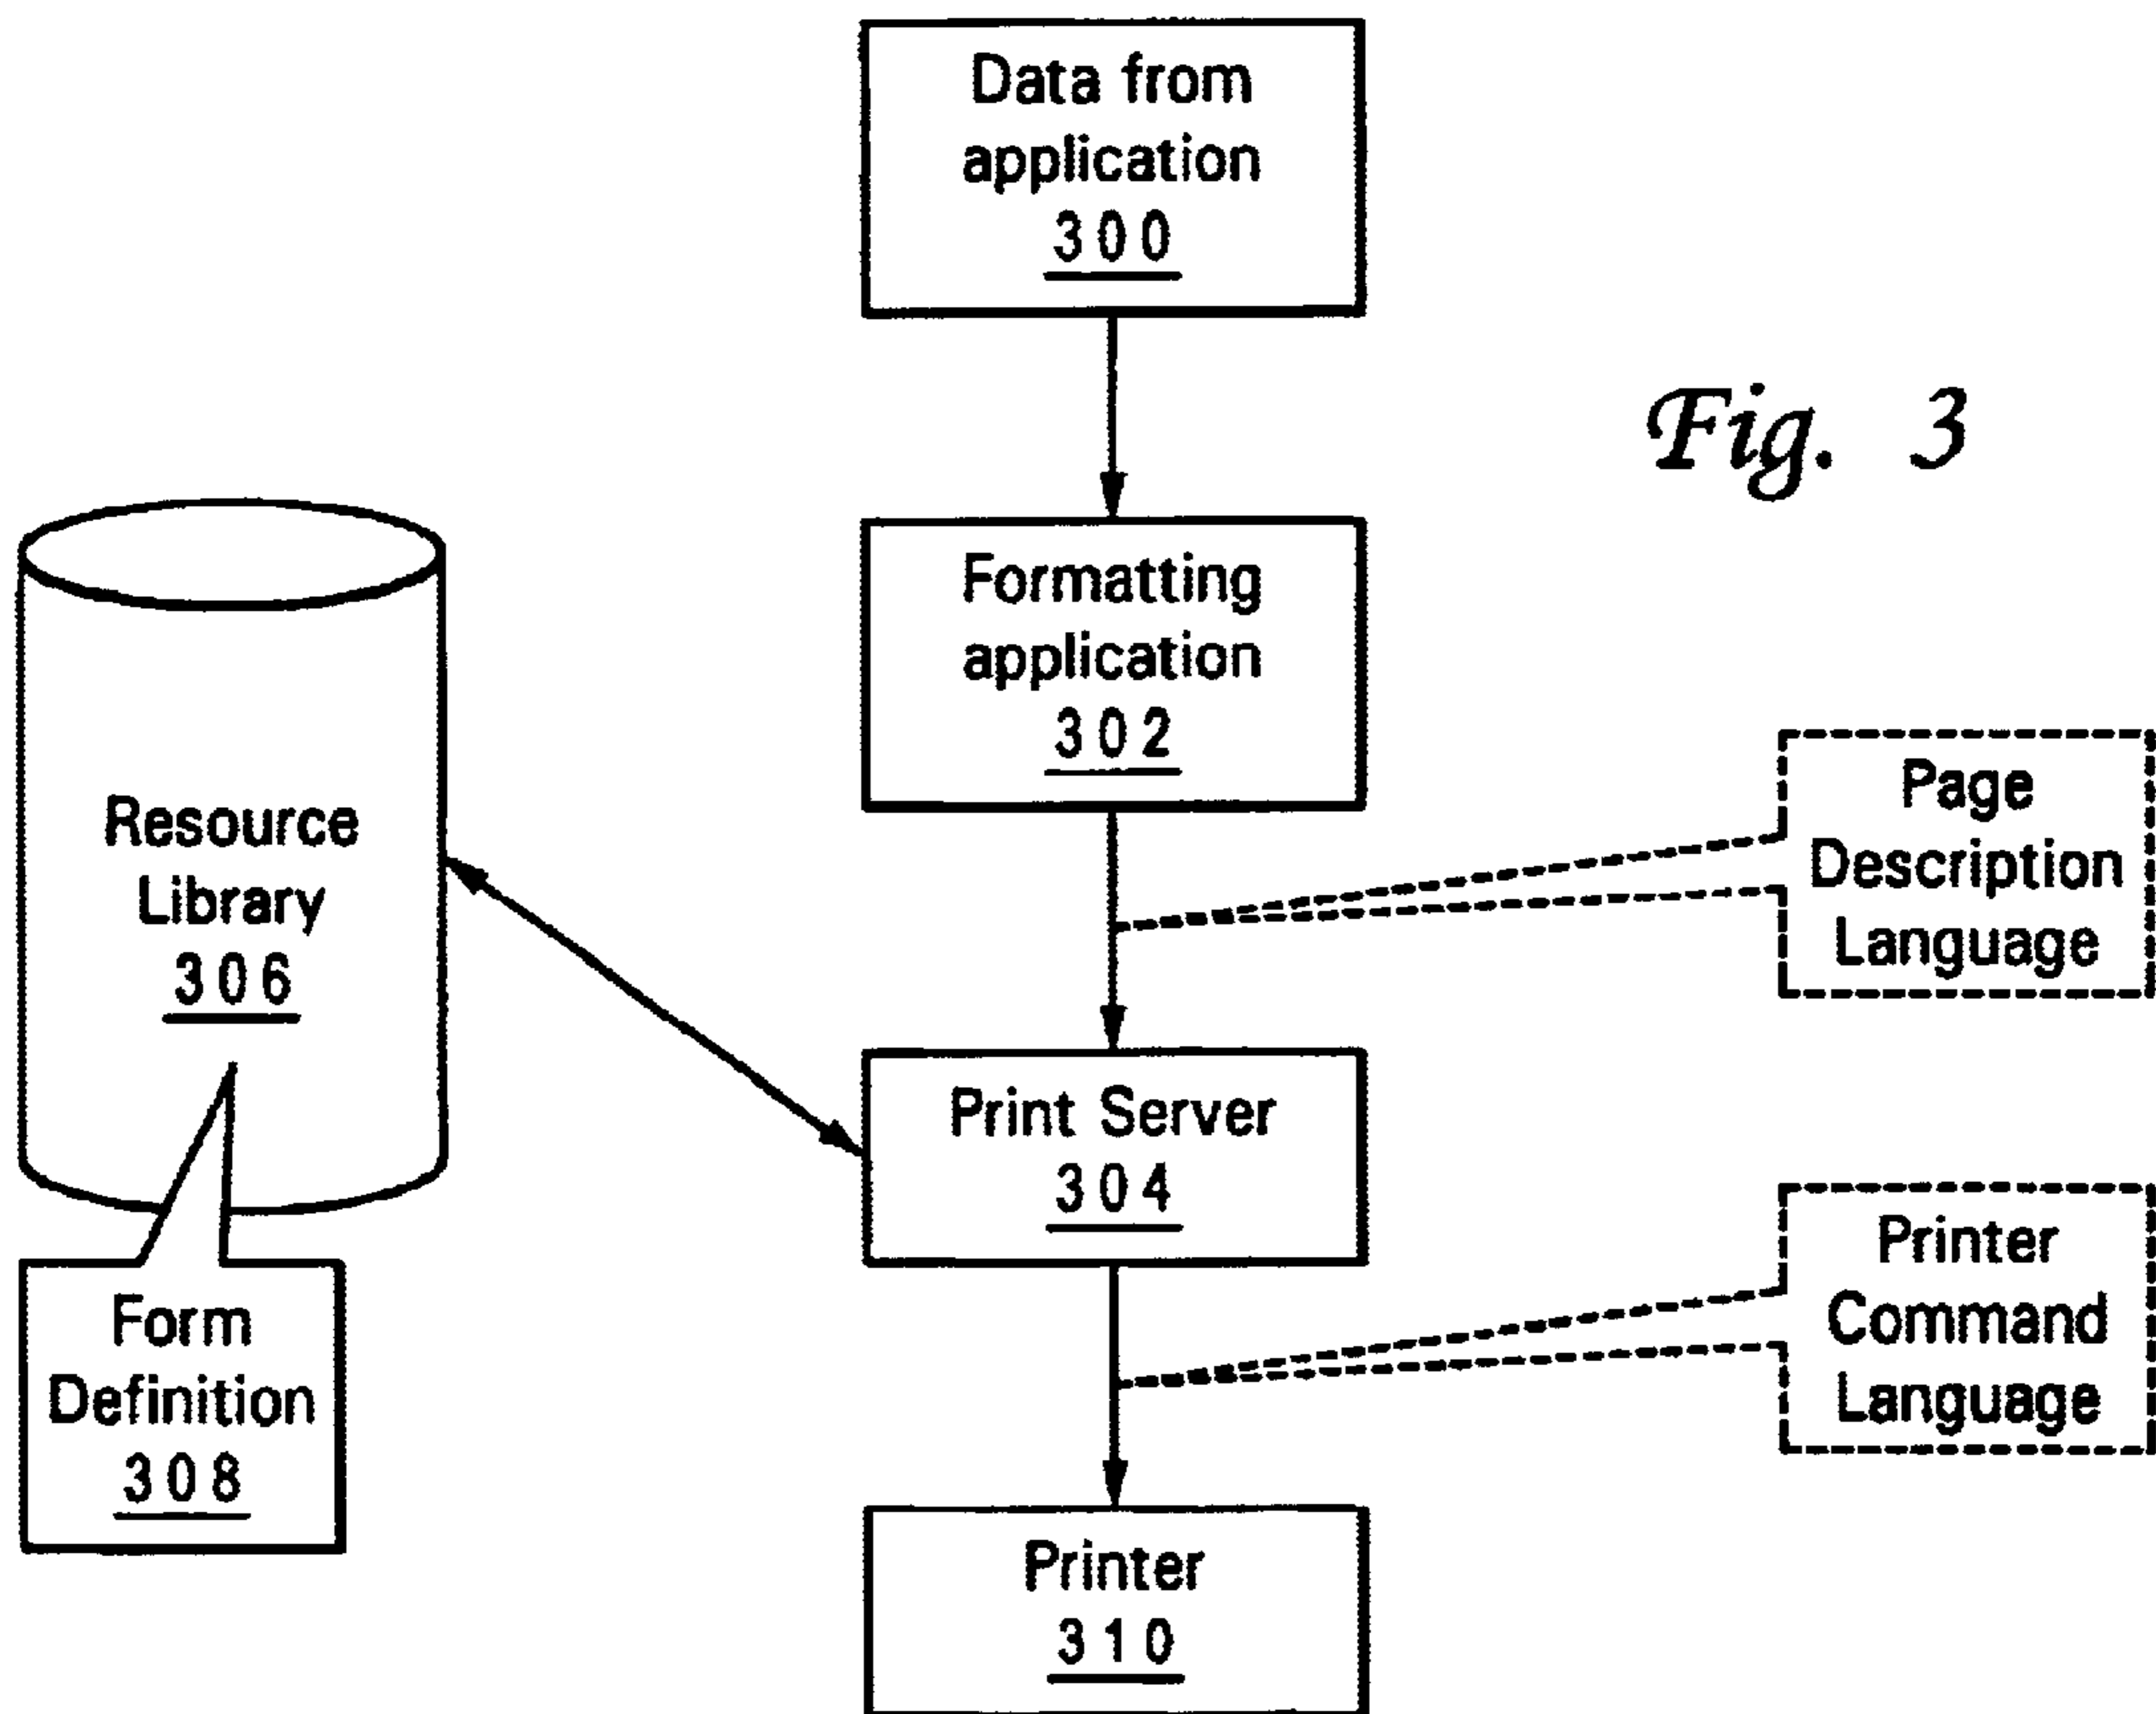 Data from
application
300
Fig. 3
Formatting
application
302
Page
Description
Language
Resource
Library
306
Print Server
304
Printer
Command
Language
Form
Definition
308
Printer
310